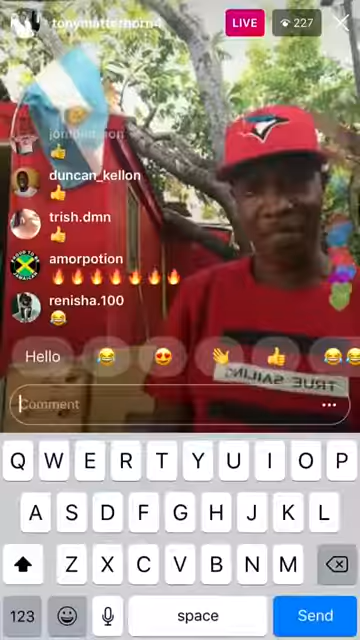 tonymatterhorn4
LIVE
227
duncan_kellon
👍
trish.dmn
👍
amorpotion
🔥🔥🔥🔥🔥🔥🔥
renisha.100
😂
Hello 😂 😍 👋 👍 😂😂
TRUE SAILING
Comment
Q W E R T Y U I O P
A S D F G H J K L
Z X C V B N M
123 space Send